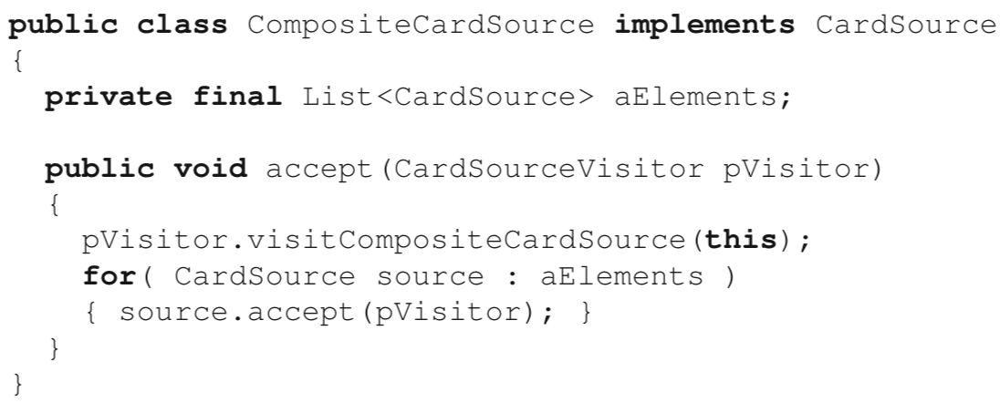 public class CompositeCardSource implements CardSource
{
  private final List<CardSource> aElements;

  public void accept(CardSourceVisitor pVisitor)
  {
    pVisitor.visitCompositeCardSource(this);
    for( CardSource source : aElements )
    { source.accept(pVisitor); }
  }
}